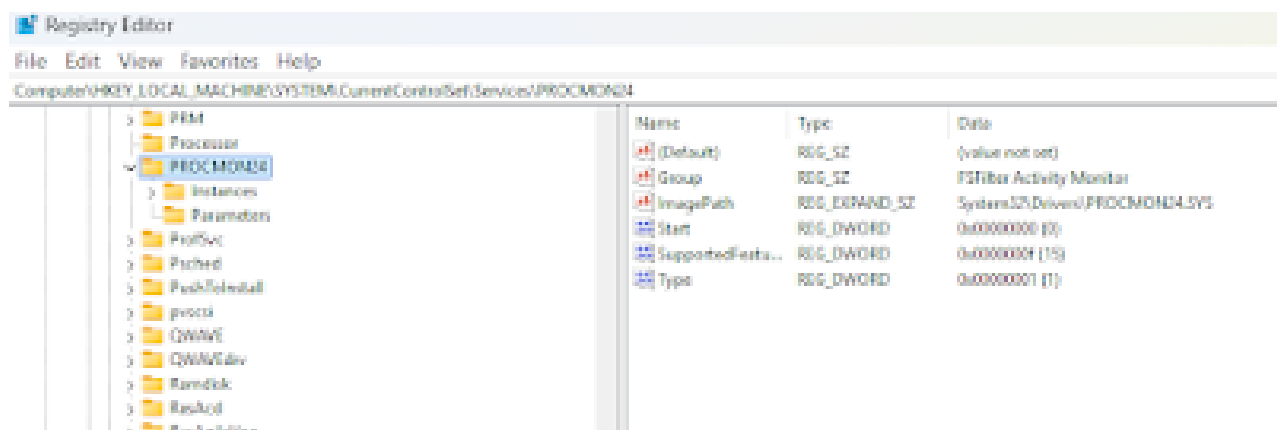 Registry Editor
File Edit View Favorites Help
Computer\HKEY_LOCAL_MACHINE\SYSTEM\CurrentControlSet\Services\PROCMON24
PRM
Processor
PROCMON24
Instances
Parameters
ProfSvc
Psched
PushToInstall
pvscsi
QWAVE
QWAVEdrv
Ramdisk
RasAcd
Name Type Data
(Default) REG_SZ (value not set)
Group REG_SZ FSFilter Activity Monitor
ImagePath REG_EXPAND_SZ System32\Drivers\PROCMON24.SYS
Start REG_DWORD 0x00000000 (0)
SupportedFeatu... REG_DWORD 0x0000000f (15)
Type REG_DWORD 0x00000001 (1)